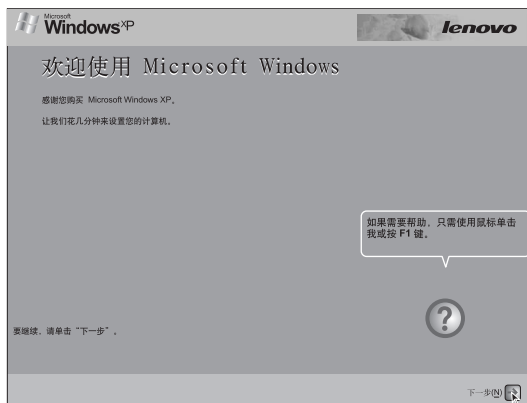 Microsoft
Windows XP
lenovo
欢迎使用 Microsoft Windows
感谢您购买 Microsoft Windows XP。
让我们花几分钟来设置您的计算机。
如果需要帮助，只需使用鼠标单击
我或按 F1 键。
?
要继续，请单击“下一步”。
下一步(N)